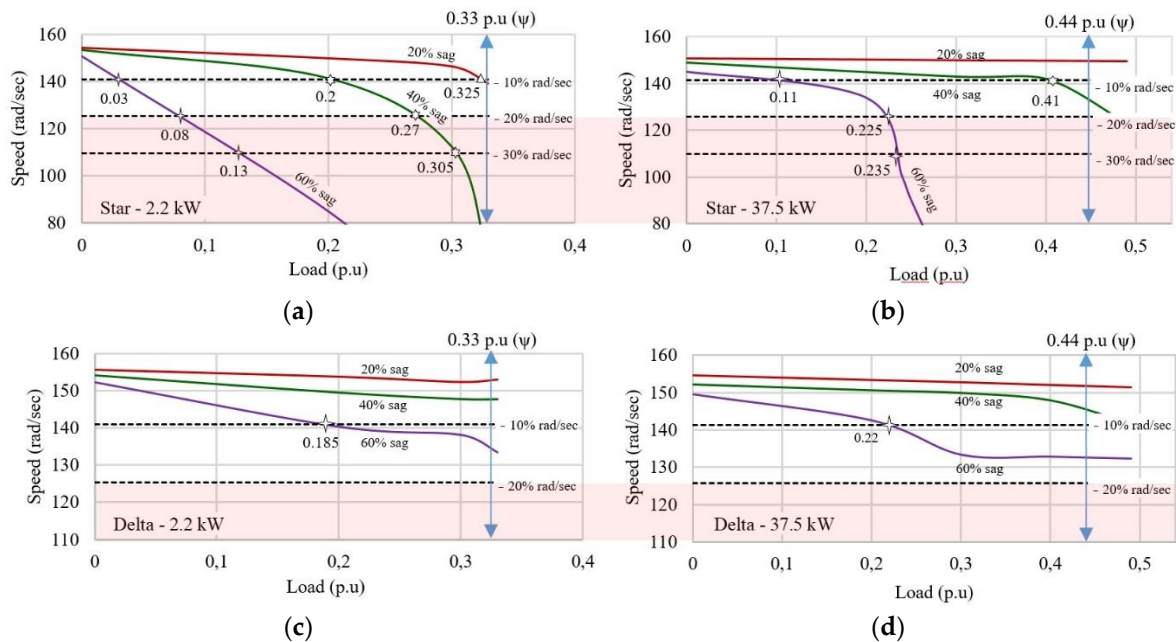 0.33 p.u (ψ)
160
140
120
100
80
Speed (rad/sec)
20% sag
– 10% rad/sec
0.325
0.03
0.2
– 20% rad/sec
0.08
0.27
40% sag
– 30% rad/sec
0.13
0.305
60% sag
Star - 2.2 kW
0
0,1
0,2
0,3
0,4
Load (p.u)
(a)
0.44 p.u (ψ)
160
140
120
100
80
Speed (rad/sec)
20% sag
– 10% rad/sec
0.11
40% sag
0.41
– 20% rad/sec
0.225
– 30% rad/sec
0.235
60% sag
Star - 37.5 kW
0
0,1
0,2
0,3
0,4
0,5
Load (p.u)
(b)
0.33 p.u (ψ)
160
150
140
130
120
110
Speed (rad/sec)
20% sag
40% sag
– 10% rad/sec
0.185
60% sag
– 20% rad/sec
Delta - 2.2 kW
0
0,1
0,2
0,3
0,4
Load (p.u)
(c)
0.44 p.u (ψ)
160
150
140
130
120
110
Speed (rad/sec)
20% sag
40% sag
– 10% rad/sec
0.22
60% sag
– 20% rad/sec
Delta - 37.5 kW
0
0,1
0,2
0,3
0,4
0,5
Load (p.u)
(d)